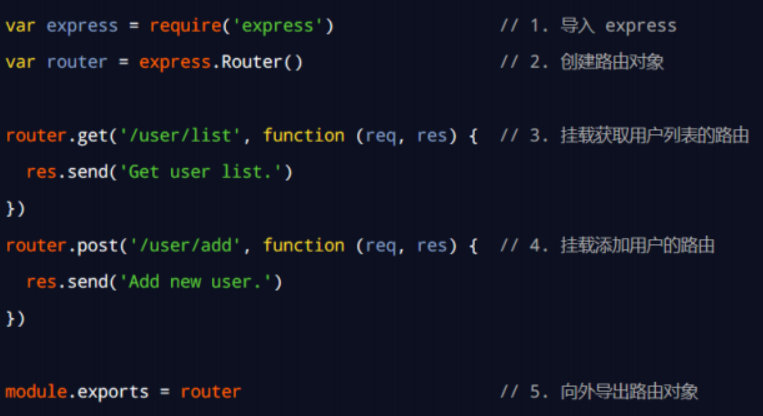 var express = require('express') // 1. 导入 express
var router = express.Router() // 2. 创建路由对象
router.get('/user/list', function (req, res) { // 3. 挂载获取用户列表的路由
res.send('Get user list.')
})
router.post('/user/add', function (req, res) { // 4. 挂载添加用户的路由
res.send('Add new user.')
})
module.exports = router // 5. 向外导出路由对象